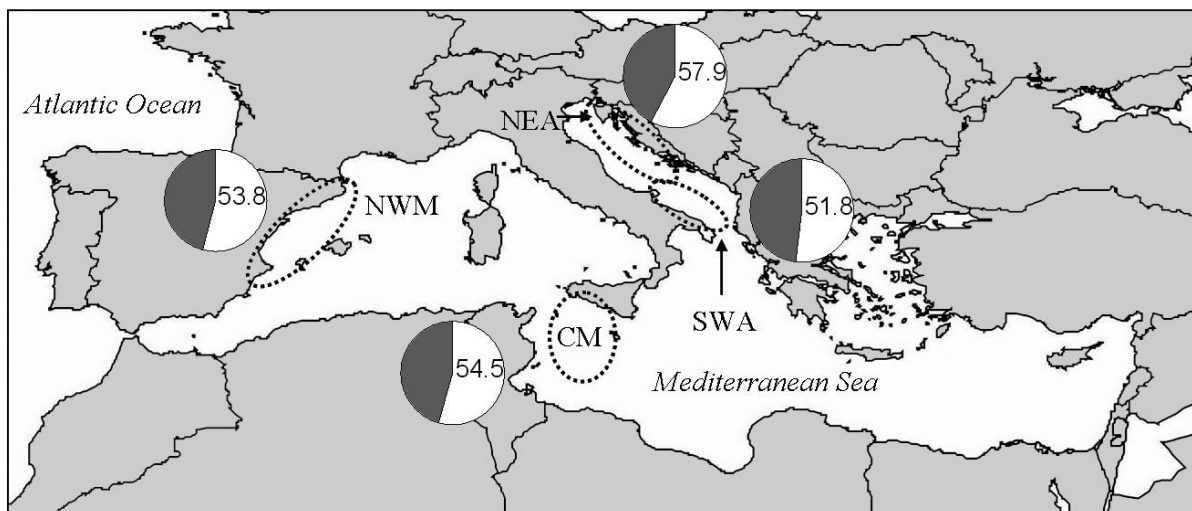 57.9
Atlantic Ocean
NEA
53.8
NWM
51.8
SWA
CM
54.5
Mediterranean Sea